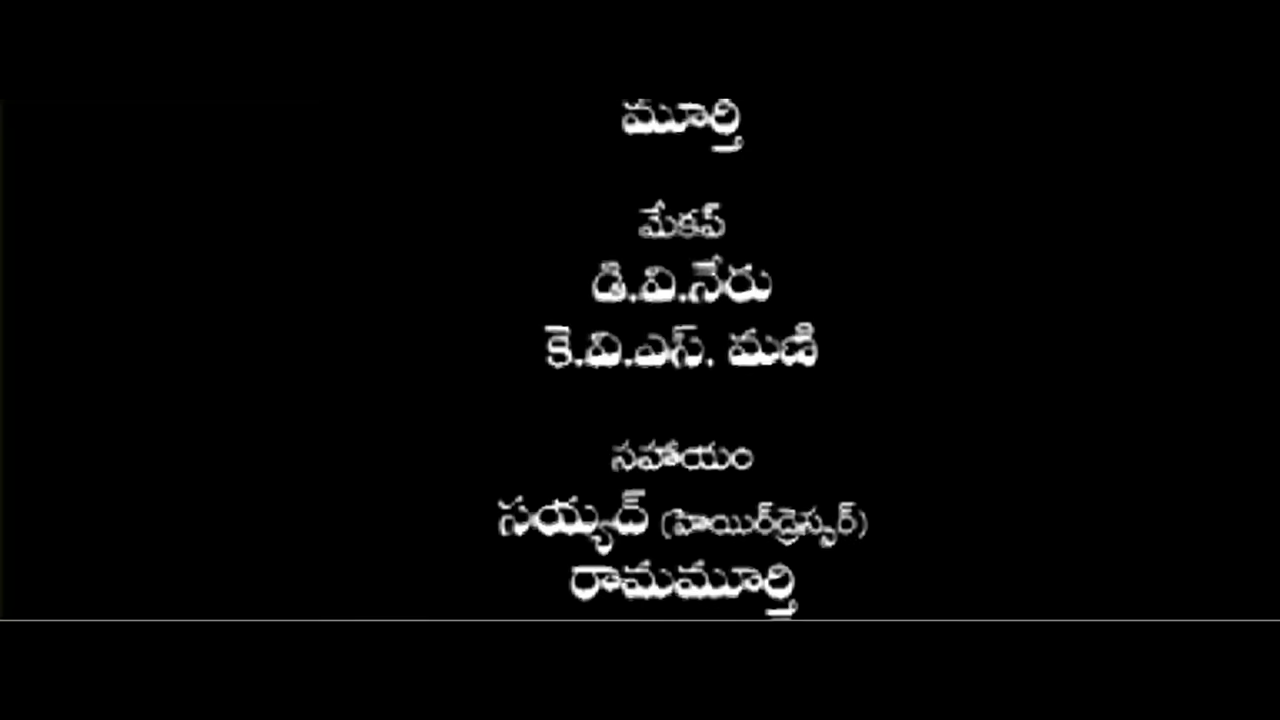 మూర్తి
మేకప్
డి.వి.నేరు
కె.వి.ఎస్. మణి
సహాయం
సయ్యద్ (హెయిర్‌డ్రెస్సర్)
రామమూర్తి